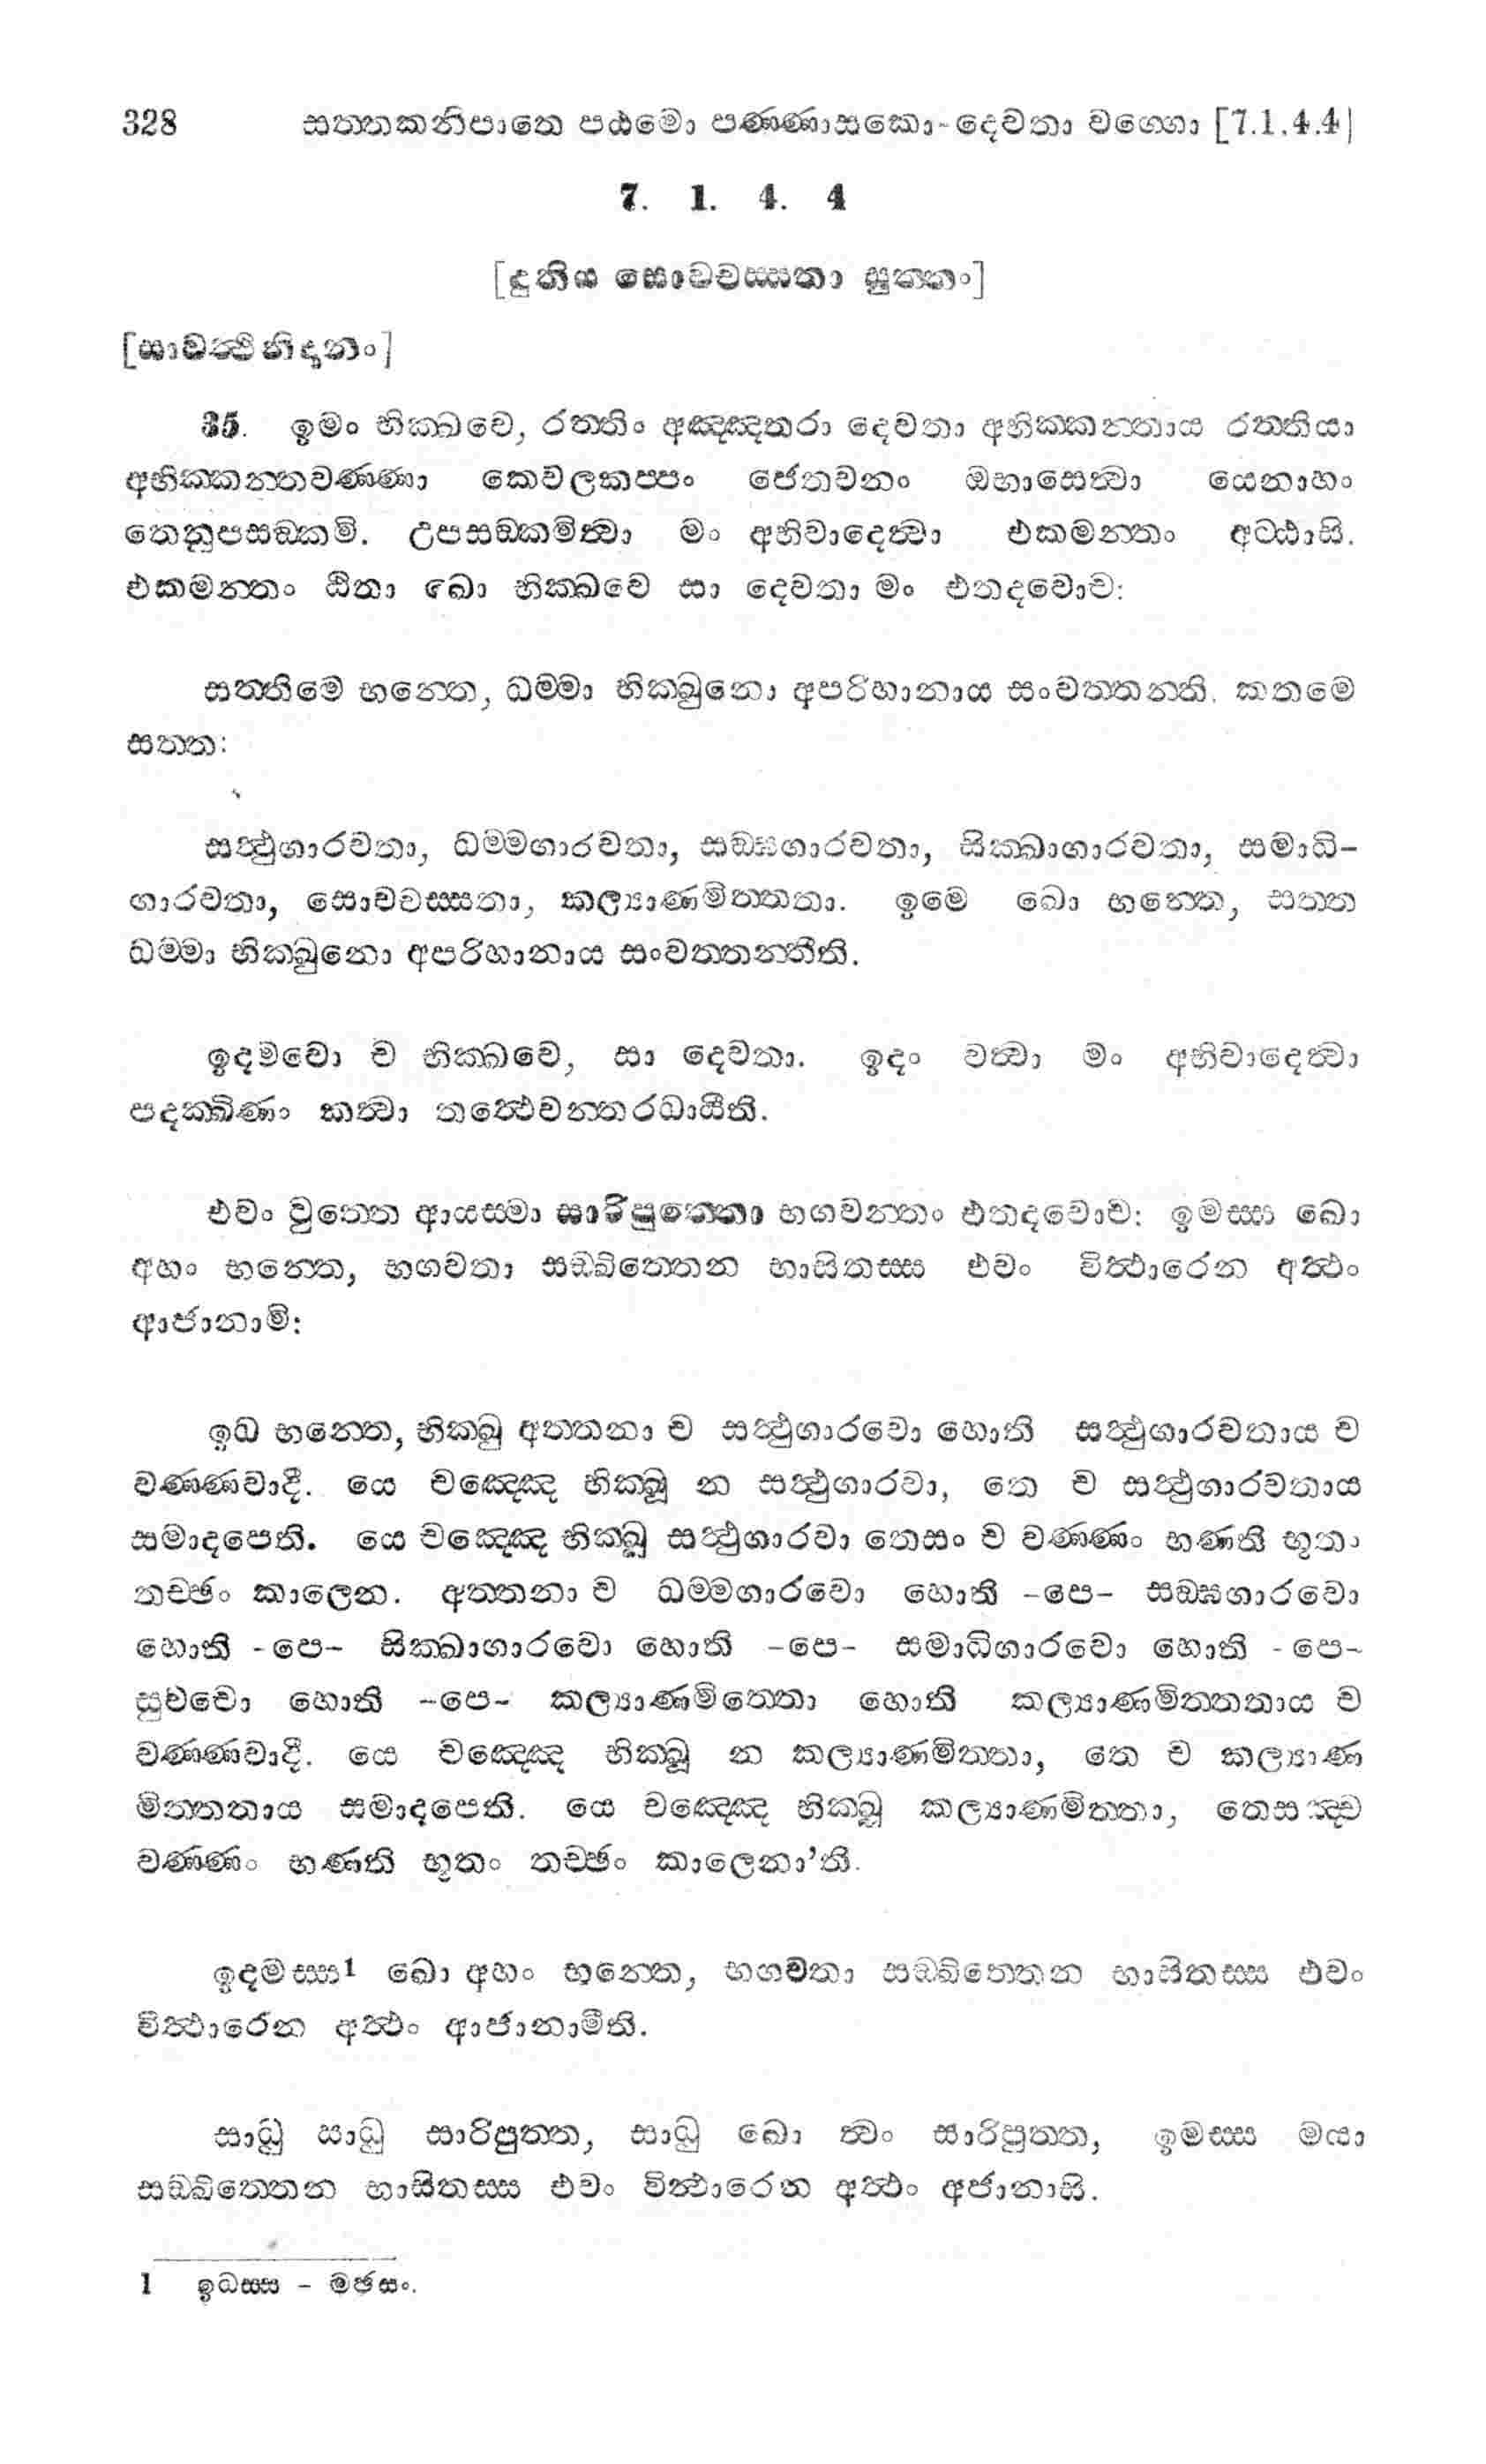 328 සත්තකනිපාතෙ පඨමො පණ්ණාසකො-දෙවතා වග්ගො [7.1.4.4]
7. 1. 4. 4
[දුතිය සොවචස්සතා සුත්තං]
[සාවත්ථිනිදානං]
35. ඉමං භික්ඛවෙ, රත්තිං අඤ්ඤතරා දෙවතා අභික්කන්තාය රත්තියා
අභික්කන්තවණ්ණා කෙවලකප්පං ජෙතවනං ඔභාසෙත්වා යෙනාහං
තෙනුපසඞ්කමි. උපසඞ්කමිත්වා මං අභිවාදෙත්වා එකමන්තං අට්ඨාසි.
එකමන්තං ඨිතා ඛො භික්ඛවෙ සා දෙවතා මං එතදවොච:
සත්තිමෙ භන්තෙ, ධම්මා භික්ඛුනො අපරිහානාය සංවත්තන්ති. කතමෙ
සත්ත:
සත්ථුගාරවතා, ධම්මගාරවතා, සඞ්ඝගාරවතා, සික්ඛාගාරවතා, සමාධි-
ගාරවතා, සොවචස්සතා, කල්‍යාණමිත්තතා. ඉමෙ ඛො භන්තෙ, සත්ත
ධම්මා භික්ඛුනො අපරිහානාය සංවත්තන්තීති.
ඉදමවො ච භික්ඛවෙ, සා දෙවතා. ඉදං වත්වා මං අභිවාදෙත්වා
පදක්ඛිණං කත්වා තත්ථෙවන්තරධායීති.
එවං වුත්තෙ ආයස්මා සාරිපුත්තො භගවන්තං එතදවොච: ඉමස්සා ඛො
අහං භන්තෙ, භගවතා සඞ්ඛිත්තෙන භාසිතස්ස එවං විත්ථාරෙන අත්ථං
ආජානාමි:
ඉධ භන්තෙ, භික්ඛු අත්තනා ච සත්ථුගාරවො හොති සත්ථුගාරවතාය ච
වණ්ණවාදී. යෙ චඤ්ඤෙ භික්ඛූ න සත්ථුගාරවා, තෙ ච සත්ථුගාරවතාය
සමාදපෙති. යෙ චඤ්ඤෙ භික්ඛූ සත්ථුගාරවා තෙසං ච වණ්ණං භණති භූතං
තච්ඡං කාලෙන. අත්තනා ච ධම්මගාරවො හොති -පෙ- සඞ්ඝගාරවො
හොති -පෙ- සික්ඛාගාරවො හොති -පෙ- සමාධිගාරවො හොති -පෙ-
සුවචො හොති -පෙ- කල්‍යාණමිත්තො හොති කල්‍යාණමිත්තතාය ච
වණ්ණවාදී. යෙ චඤ්ඤෙ භික්ඛූ න කල්‍යාණමිත්තා, තෙ ච කල්‍යාණ
මිත්තතාය සමාදපෙති. යෙ චඤ්ඤෙ භික්ඛූ කල්‍යාණමිත්තා, තෙසඤ්ච
වණ්ණං භණති භූතං තච්ඡං කාලෙනා'ති.
ඉදමස්ස1 ඛො අහං භන්තෙ, භගවතා සඞ්ඛිත්තෙන භාසිතස්ස එවං
විත්ථාරෙන අත්ථං ආජානාමීති.
සාධු සාධු සාරිපුත්ත, සාධු ඛො ත්වං සාරිපුත්ත, ඉමස්ස මයා
සඞ්ඛිත්තෙන භාසිතස්ස එවං විත්ථාරෙන අත්ථං අජානාසි.
1 ඉධස්ස - මඡසං.